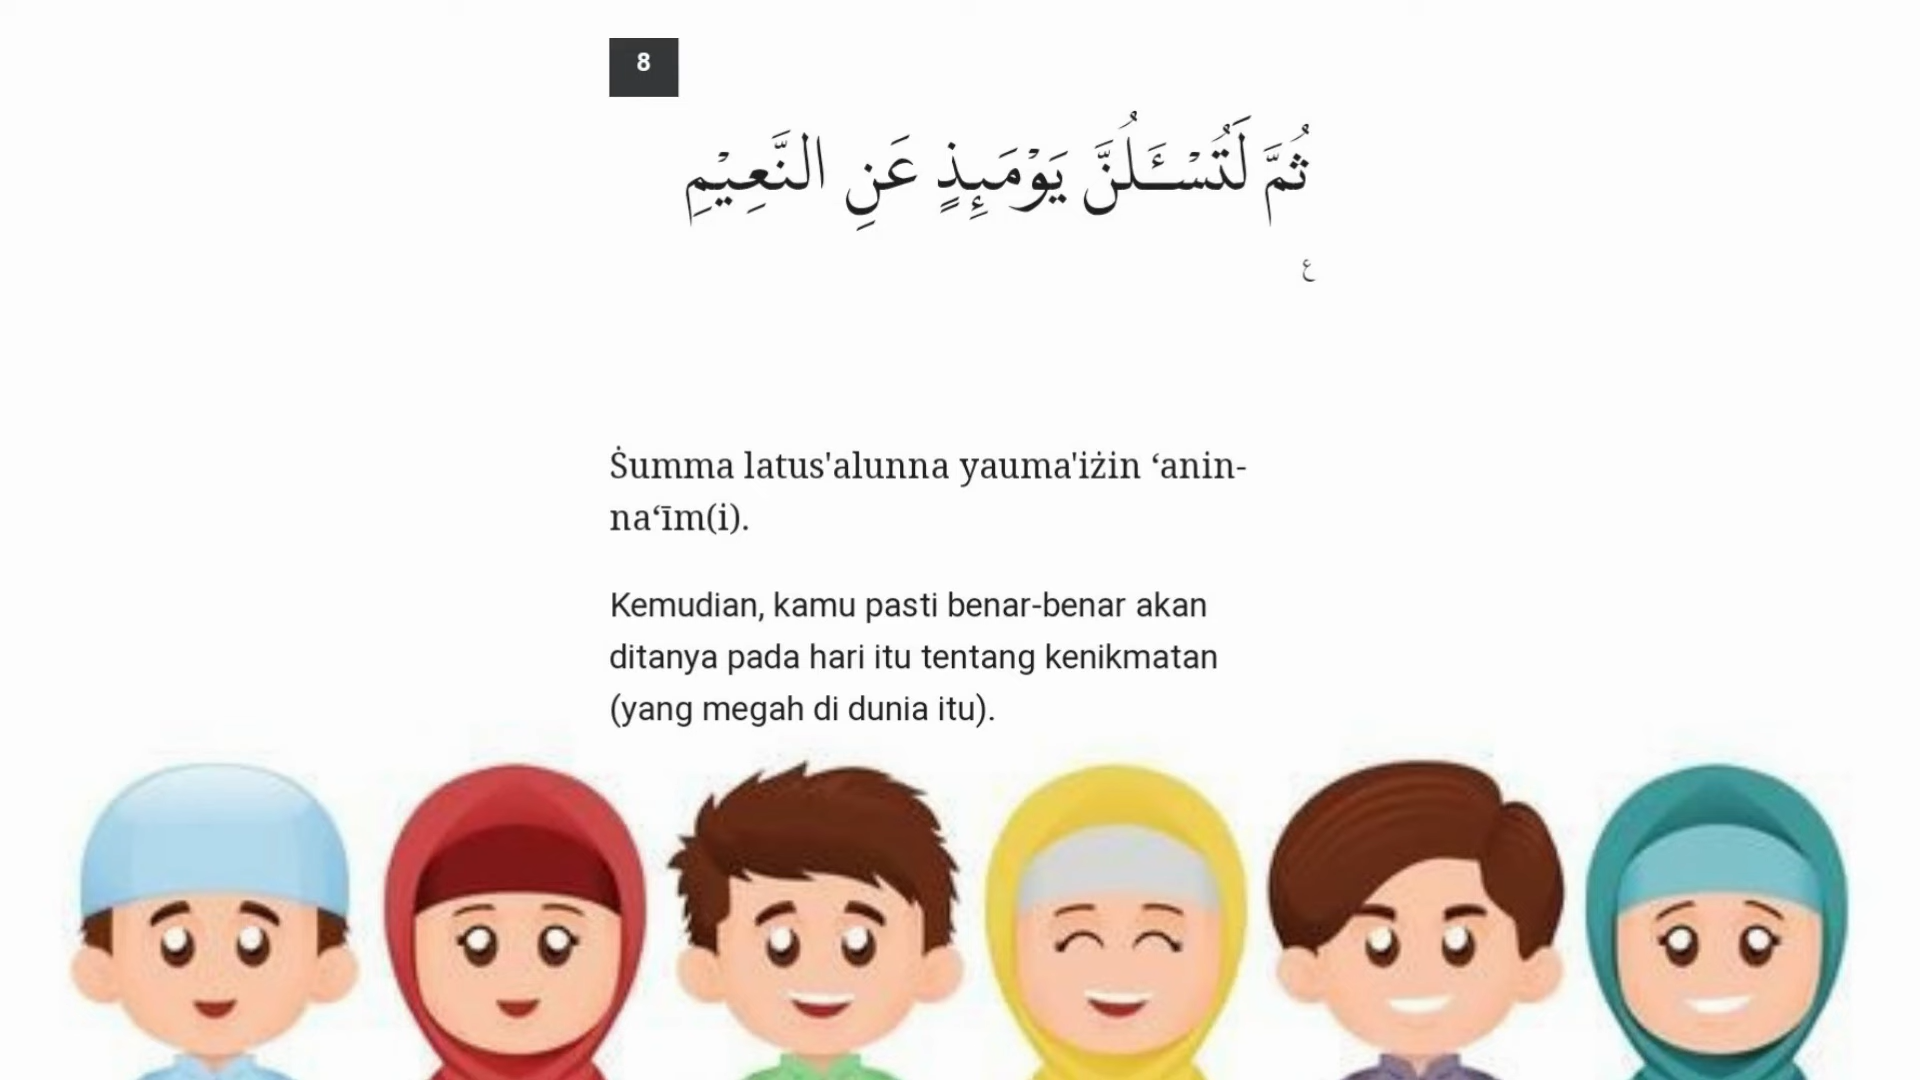 8
ثُمَّ لَتُسْـَٔلُنَّ يَوْمَىِٕذٍ عَنِ النَّعِيْمِ
ع
Ṡumma latus'alunna yauma'iżin ‘anin-
na‘īm(i).
Kemudian, kamu pasti benar-benar akan
ditanya pada hari itu tentang kenikmatan
(yang megah di dunia itu).